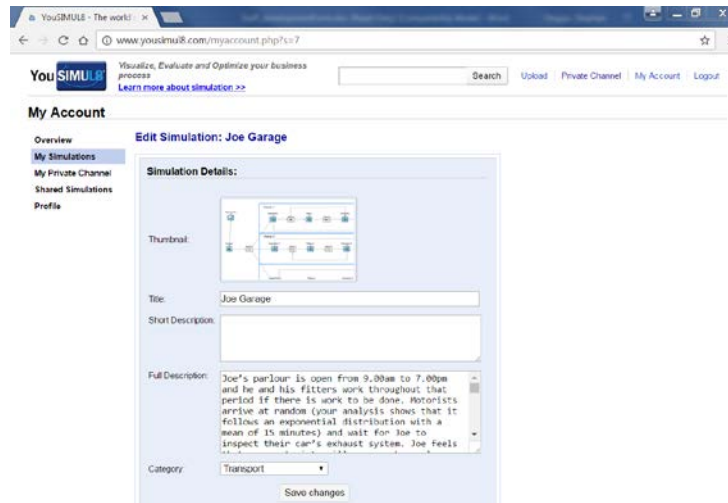 YouSIMUL8 - The world
www.yousimul8.com/myaccount.php?s=7
You SIMUL8
Visualize, Evaluate and Optimize your business
process
Learn more about simulation >>
Search
Upload
Private Channel
My Account
Logout
My Account
Overview
My Simulations
My Private Channel
Shared Simulations
Profile
Edit Simulation: Joe Garage
Simulation Details:
Thumbnail:
Title:
Joe Garage
Short Description:
Full Description:
Joe's parlour is open from 9.00am to 7.00pm
and he and his fitters work throughout that
period if there is work to be done. Motorists
arrive at random (your analysis shows that it
follows an exponential distribution with a
mean of 15 minutes) and wait for Joe to
inspect their car's exhaust system. Joe feels
Category:
Transport
Save changes